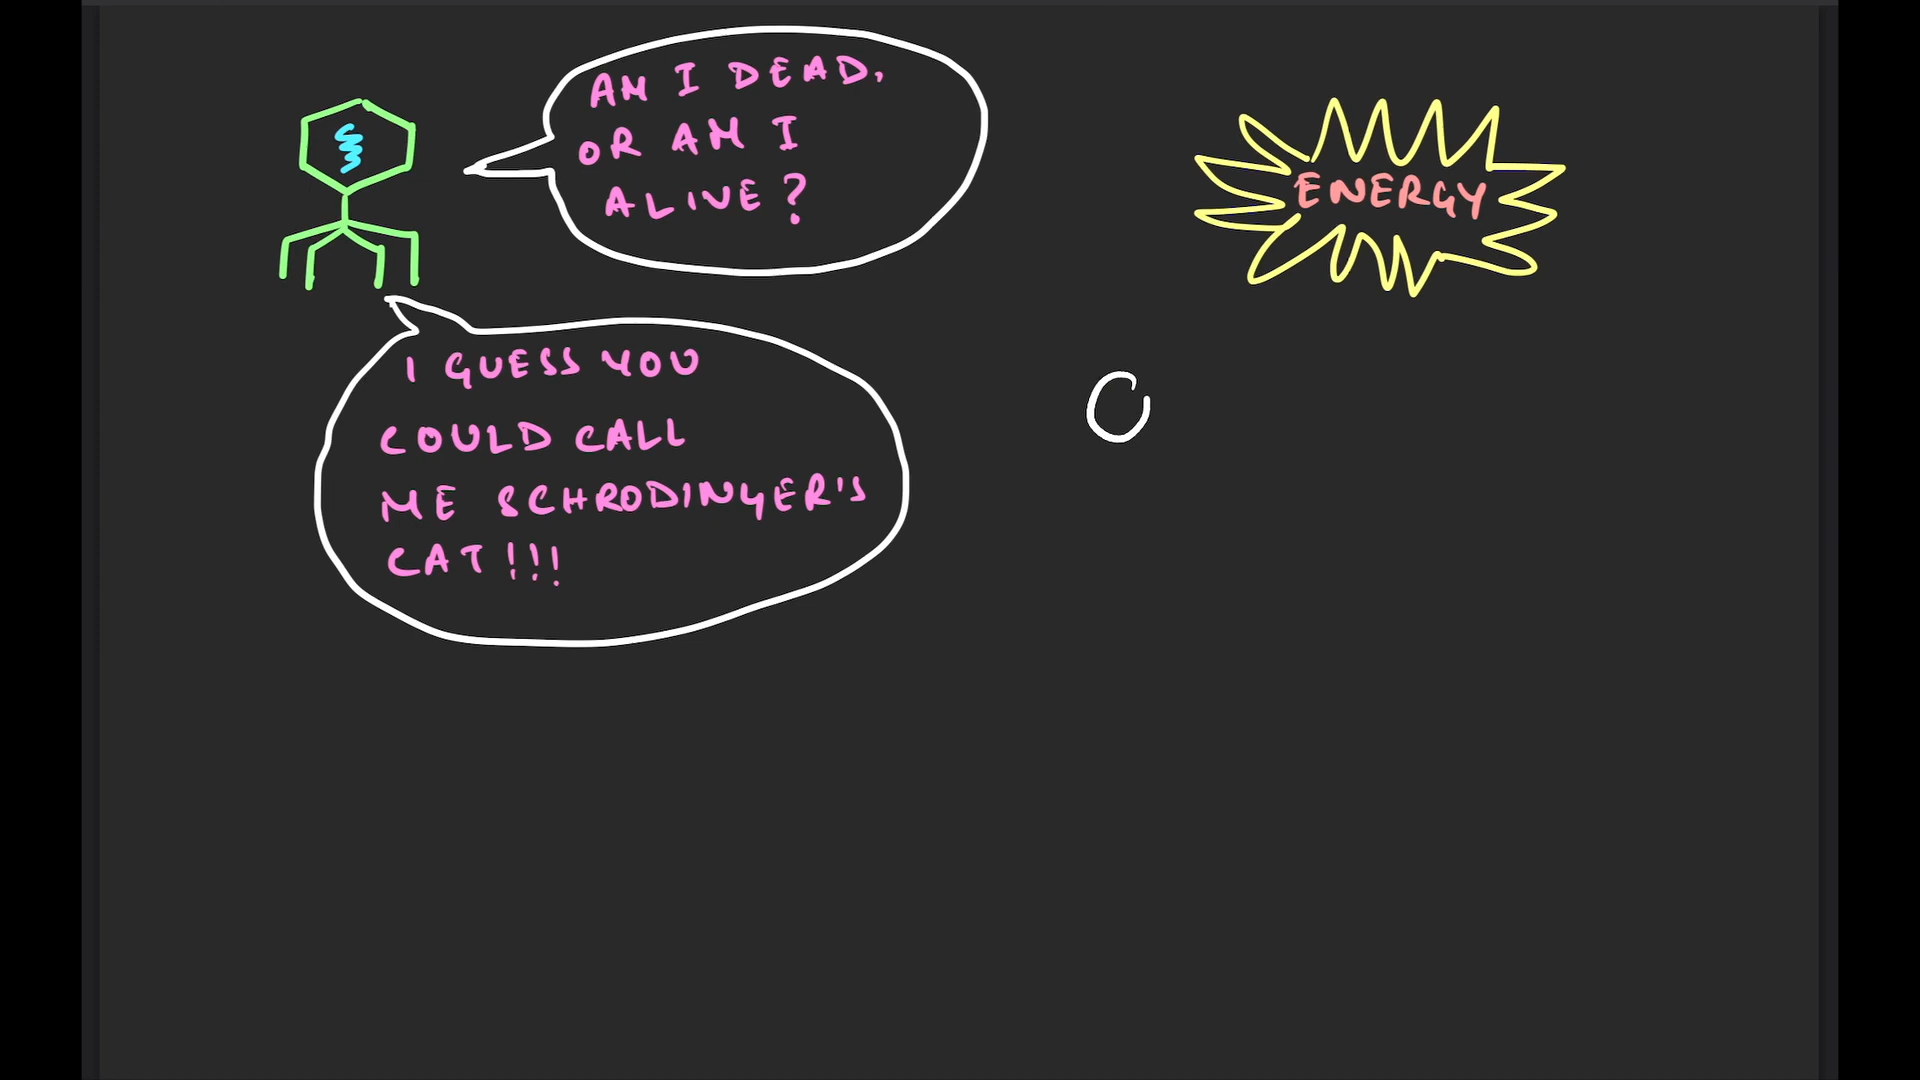 AM I DEAD,
OR AM I
ALIVE?
ENERGY
I GUESS YOU
COULD CALL
ME SCHRODINGER'S
CAT!!!